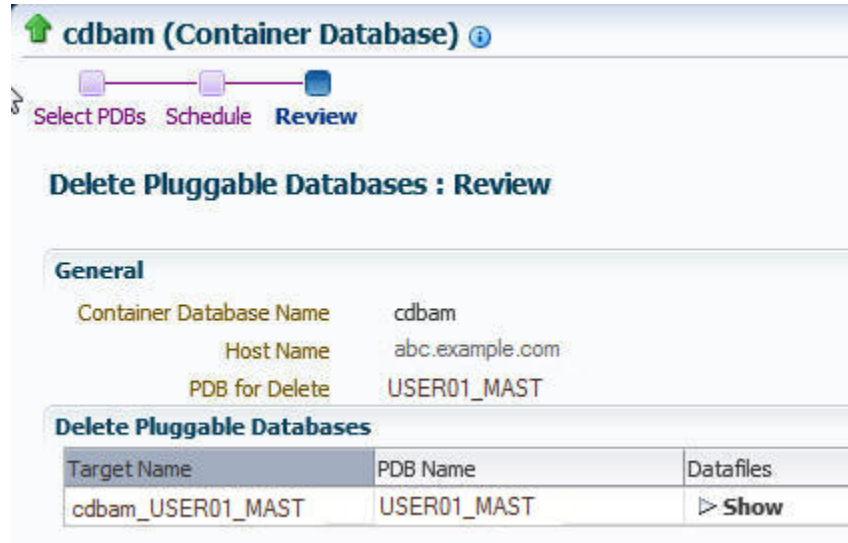 cdbam (Container Database)
Select PDBs Schedule Review
Delete Pluggable Databases : Review
General
Container Database Name cdbam
Host Name abc.example.com
PDB for Delete USER01_MAST
Delete Pluggable Databases
Target Name PDB Name Datafiles
cdbam_USER01_MAST USER01_MAST Show